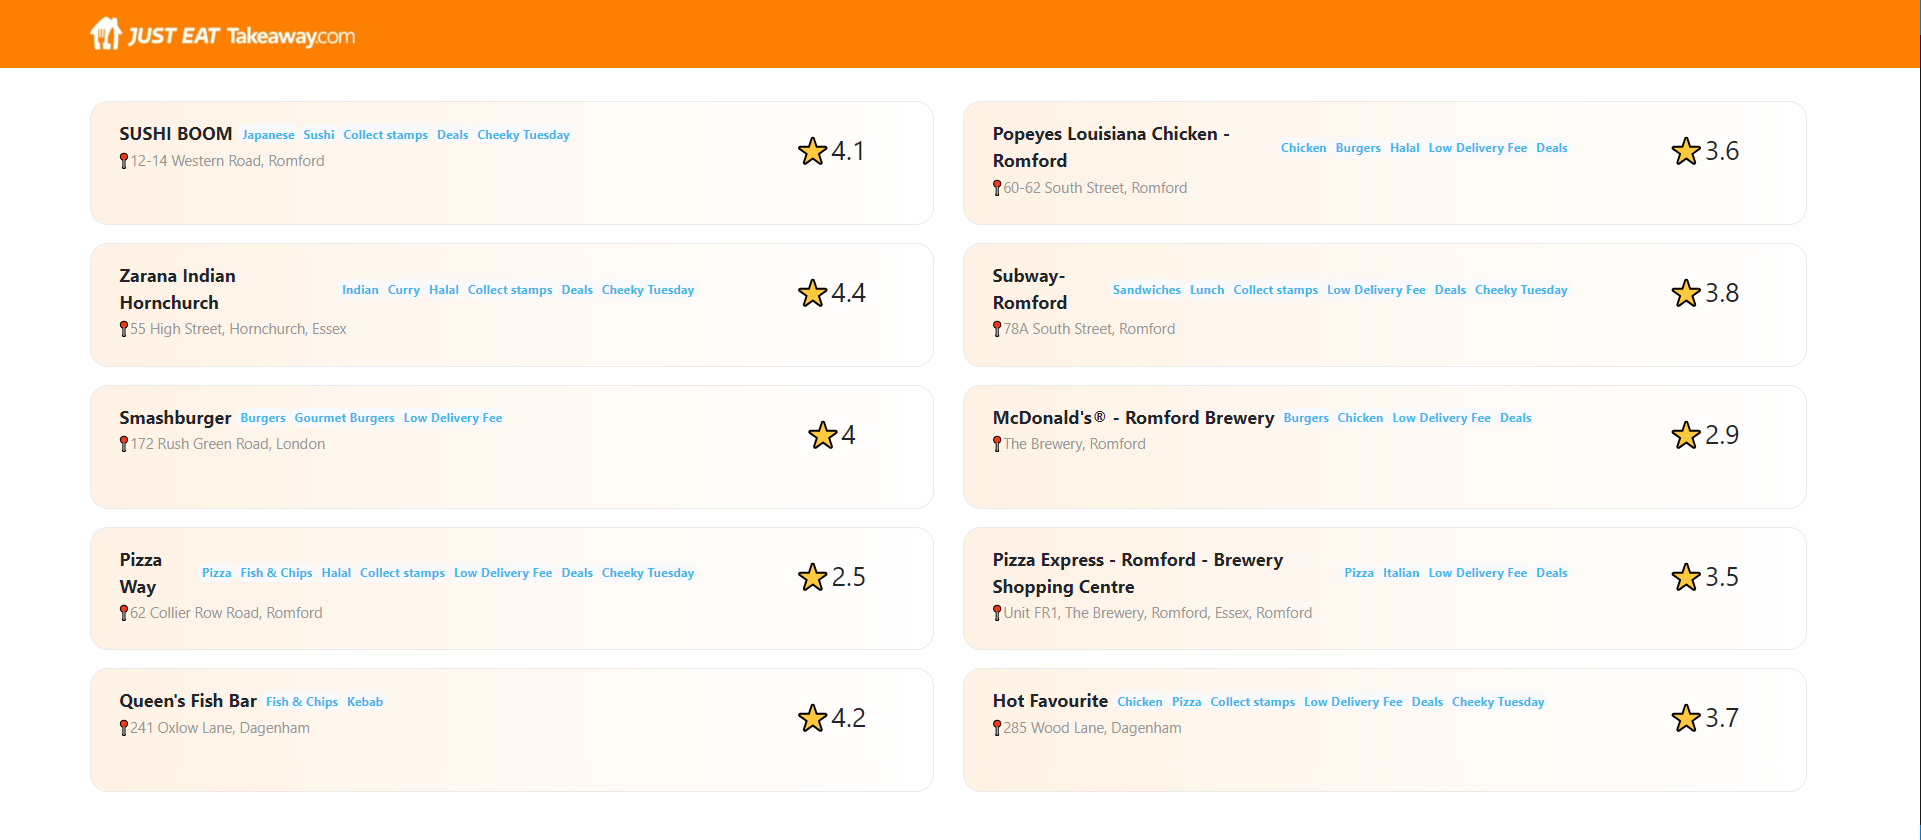 JUST EAT Takeaway.com
SUSHI BOOM Japanese Sushi Collect stamps Deals Cheeky Tuesday
12-14 Western Road, Romford
4.1
Popeyes Louisiana Chicken -
Romford
Chicken Burgers Halal Low Delivery Fee Deals
60-62 South Street, Romford
3.6
Zarana Indian
Hornchurch
Indian Curry Halal Collect stamps Deals Cheeky Tuesday
55 High Street, Hornchurch, Essex
4.4
Subway-
Romford
Sandwiches Lunch Collect stamps Low Delivery Fee Deals Cheeky Tuesday
78A South Street, Romford
3.8
Smashburger Burgers Gourmet Burgers Low Delivery Fee
172 Rush Green Road, London
4
McDonald's® - Romford Brewery Burgers Chicken Low Delivery Fee Deals
The Brewery, Romford
2.9
Pizza
Way
Pizza Fish & Chips Halal Collect stamps Low Delivery Fee Deals Cheeky Tuesday
62 Collier Row Road, Romford
2.5
Pizza Express - Romford - Brewery
Shopping Centre
Pizza Italian Low Delivery Fee Deals
Unit FR1, The Brewery, Romford, Essex, Romford
3.5
Queen's Fish Bar Fish & Chips Kebab
241 Oxlow Lane, Dagenham
4.2
Hot Favourite Chicken Pizza Collect stamps Low Delivery Fee Deals Cheeky Tuesday
285 Wood Lane, Dagenham
3.7